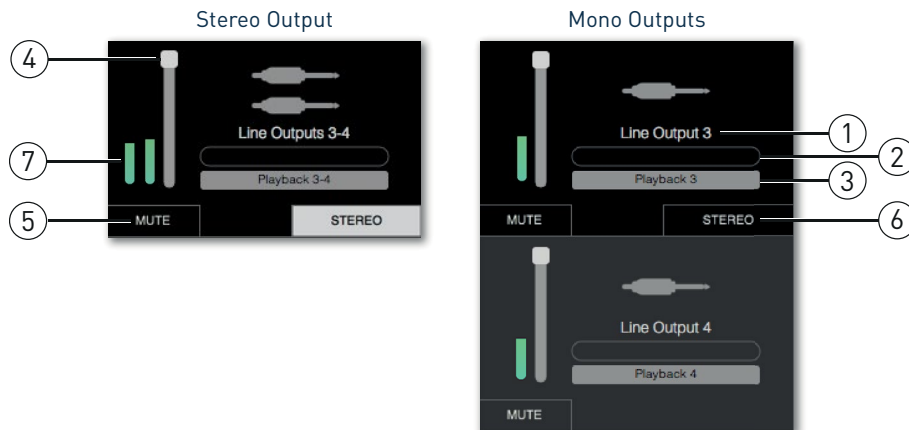 Stereo Output
Mono Outputs
4
Line Outputs 3-4
Playback 3-4
7
5
MUTE
STEREO
Line Output 3
1
2
Playback 3
3
MUTE
STEREO
6
Line Output 4
Playback 4
MUTE